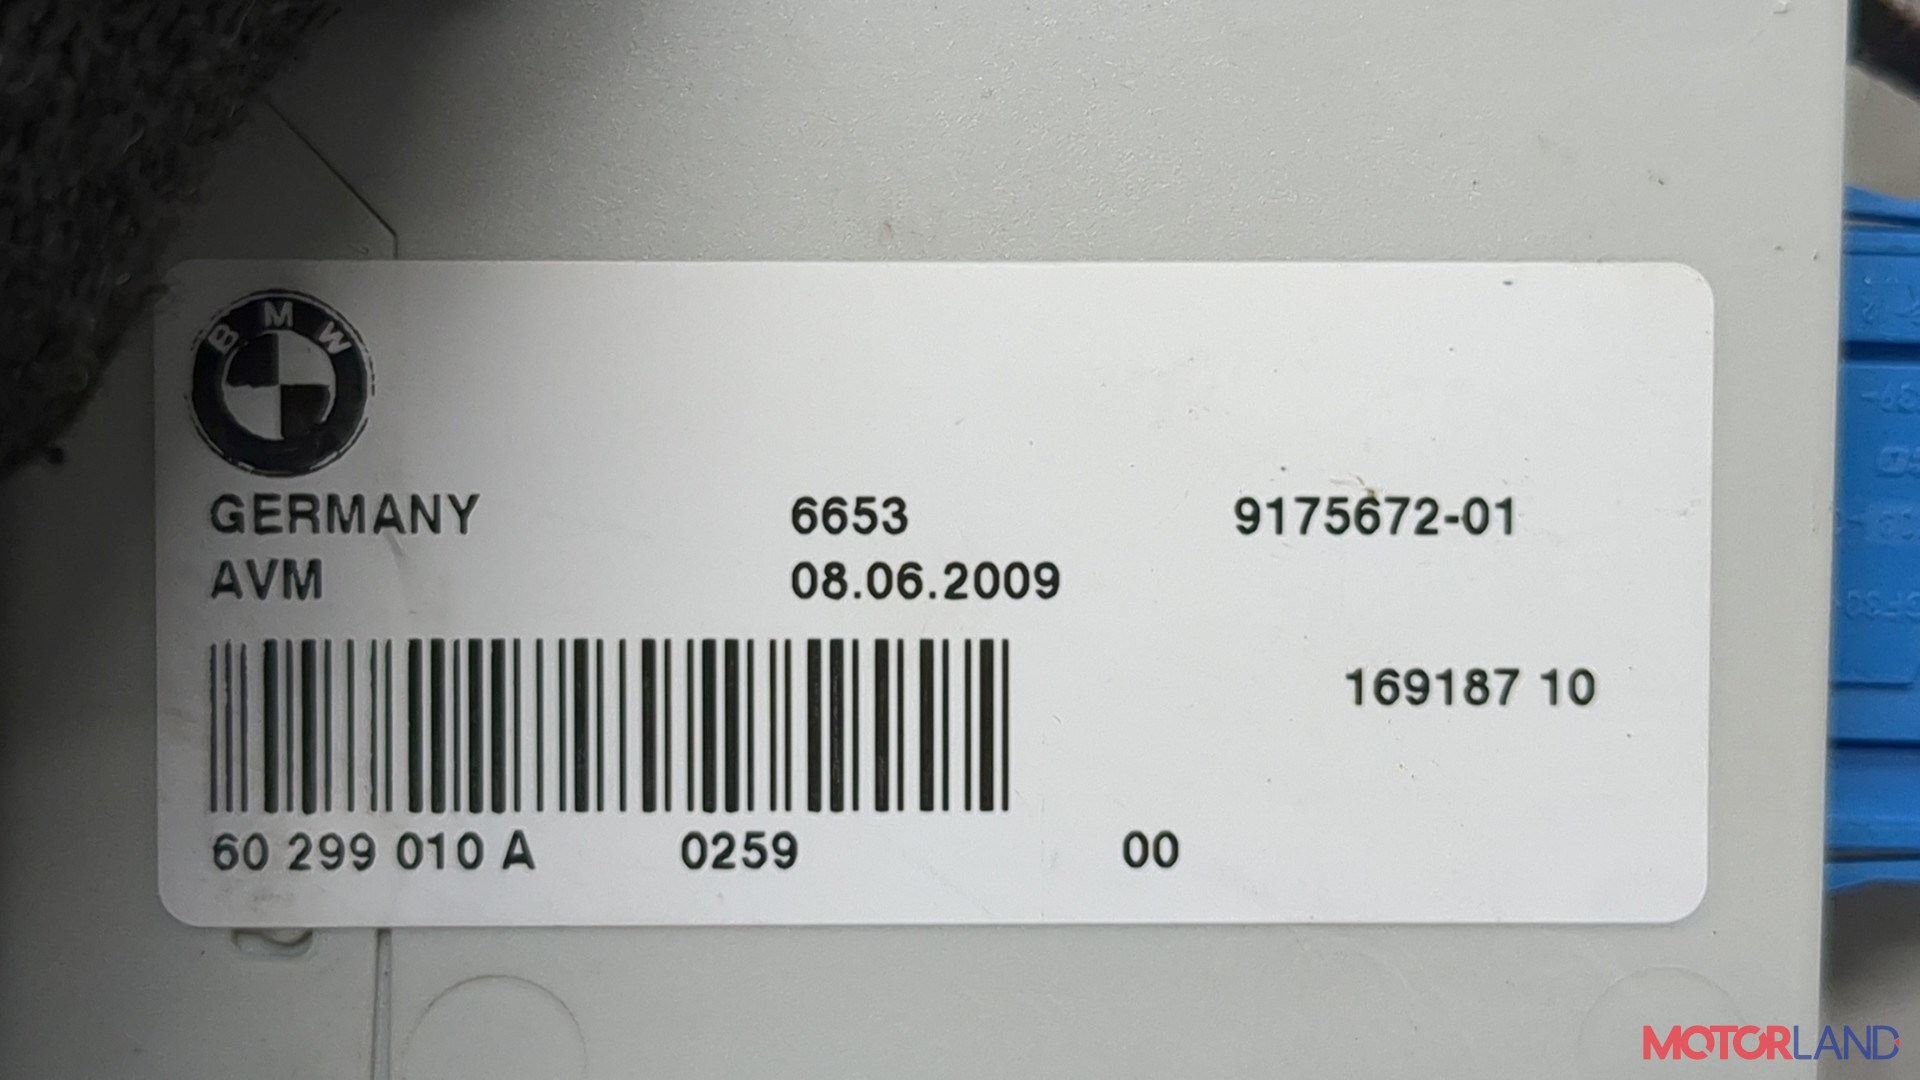 BMW
GERMANY 6653 9175672-01
AVM 08.06.2009
169187 10
60 299 010 A 0259 00
MOTORLAND